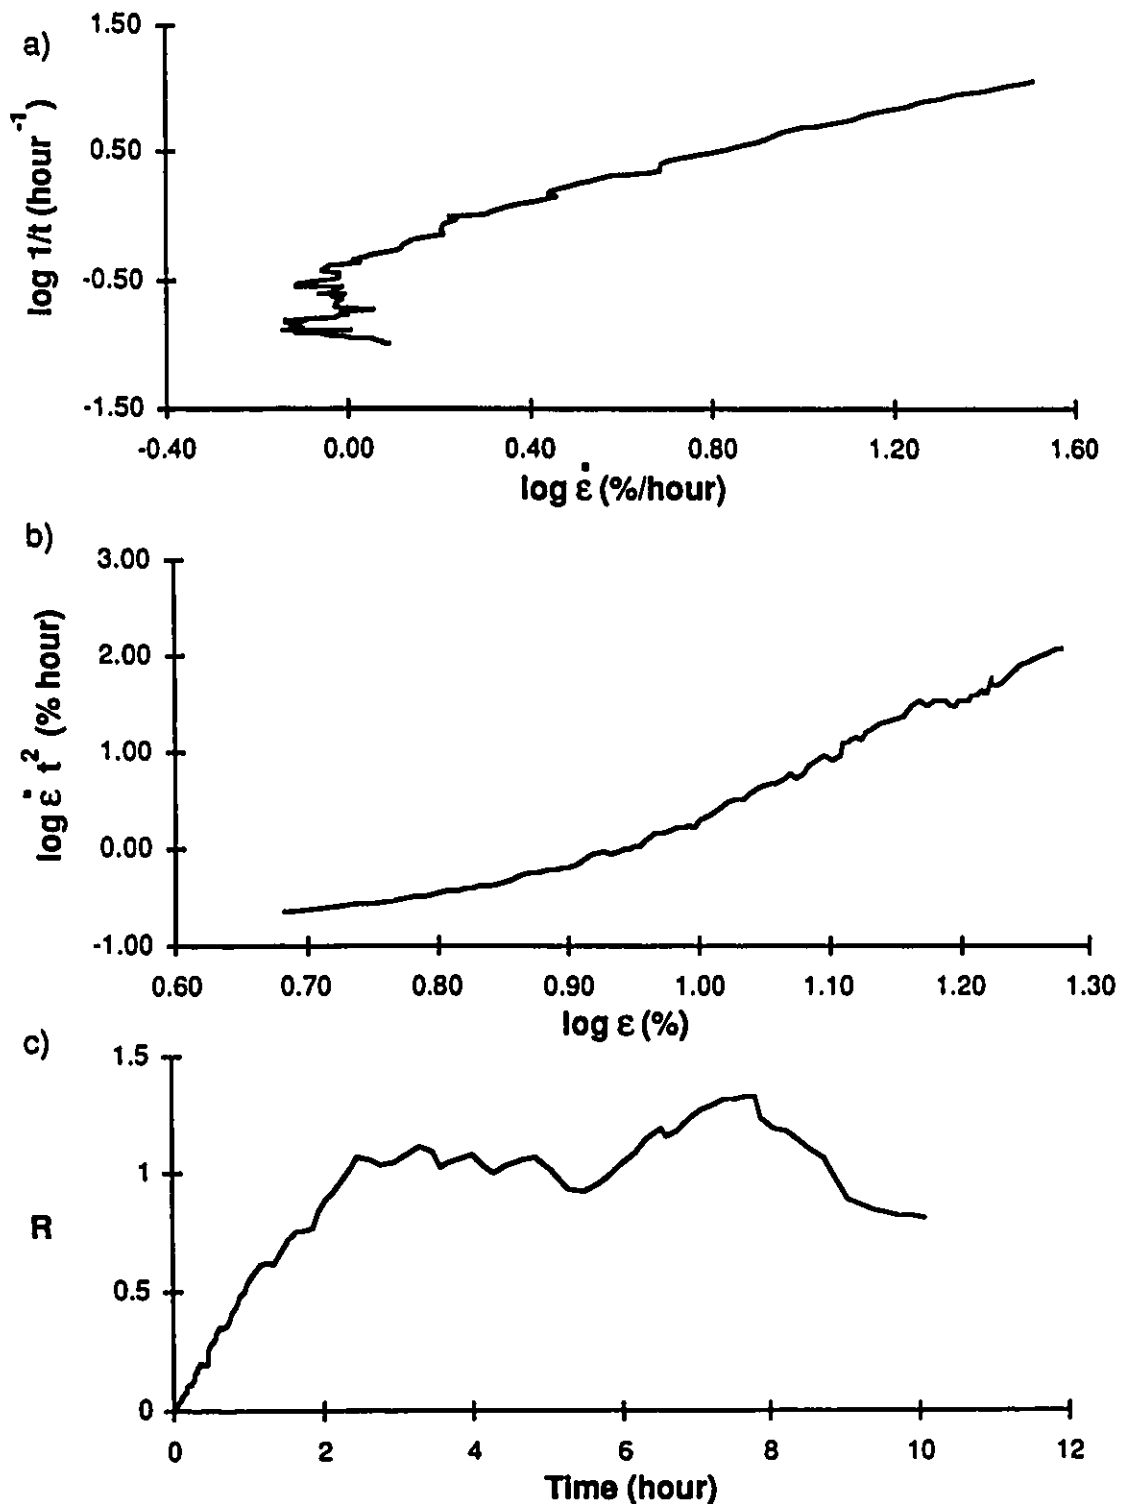 a)
log 1/t (hour⁻¹)
1.50
0.50
-0.50
-1.50
-0.40 0.00 0.40 0.80 1.20 1.60
log ε̇ (%/hour)
b)
log ε̇ t² (% hour)
3.00
2.00
1.00
0.00
-1.00
0.60 0.70 0.80 0.90 1.00 1.10 1.20 1.30
log ε (%)
c)
R
1.5
1
0.5
0
0 2 4 6 8 10 12
Time (hour)